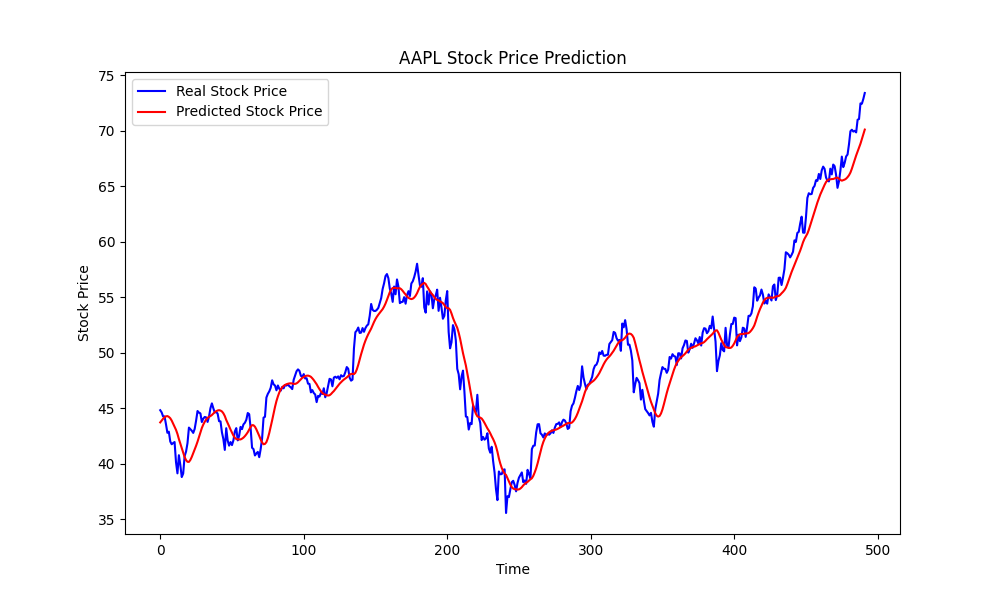 AAPL Stock Price Prediction
Real Stock Price
Predicted Stock Price
Stock Price
75
70
65
60
55
50
45
40
35
0 100 200 300 400 500
Time